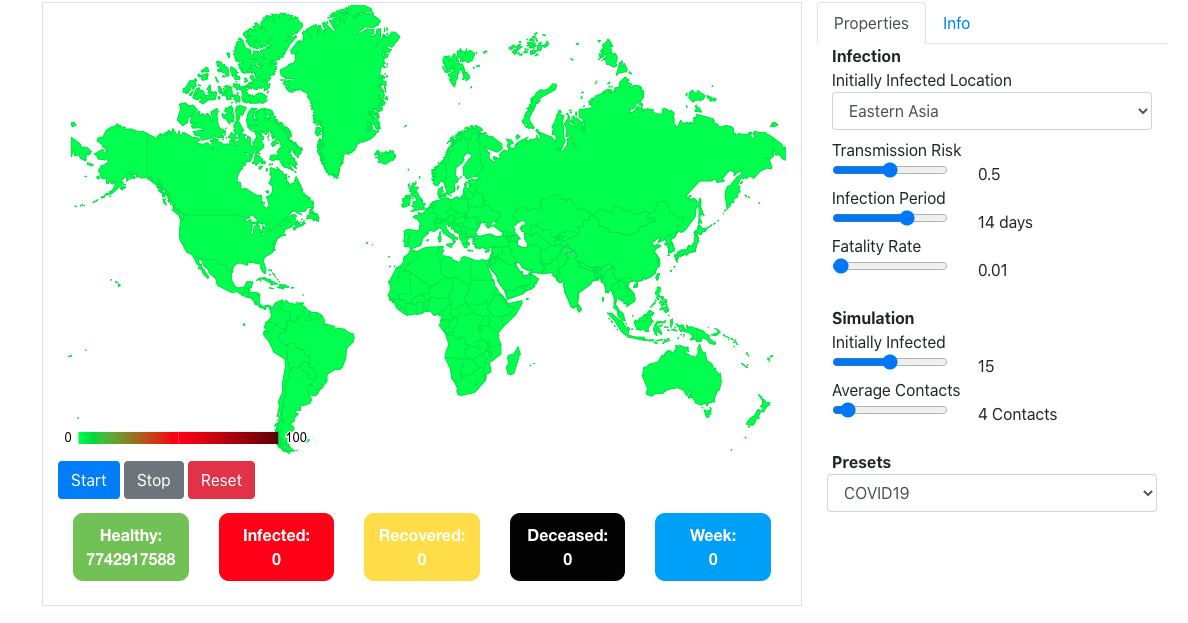 Properties
Info
Infection
Initially Infected Location
Eastern Asia
Transmission Risk
0.5
Infection Period
14 days
Fatality Rate
0.01
Simulation
Initially Infected
15
Average Contacts
4 Contacts
Presets
COVID19
0
100
Start
Stop
Reset
Healthy:
7742917588
Infected:
0
Recovered:
0
Deceased:
0
Week:
0